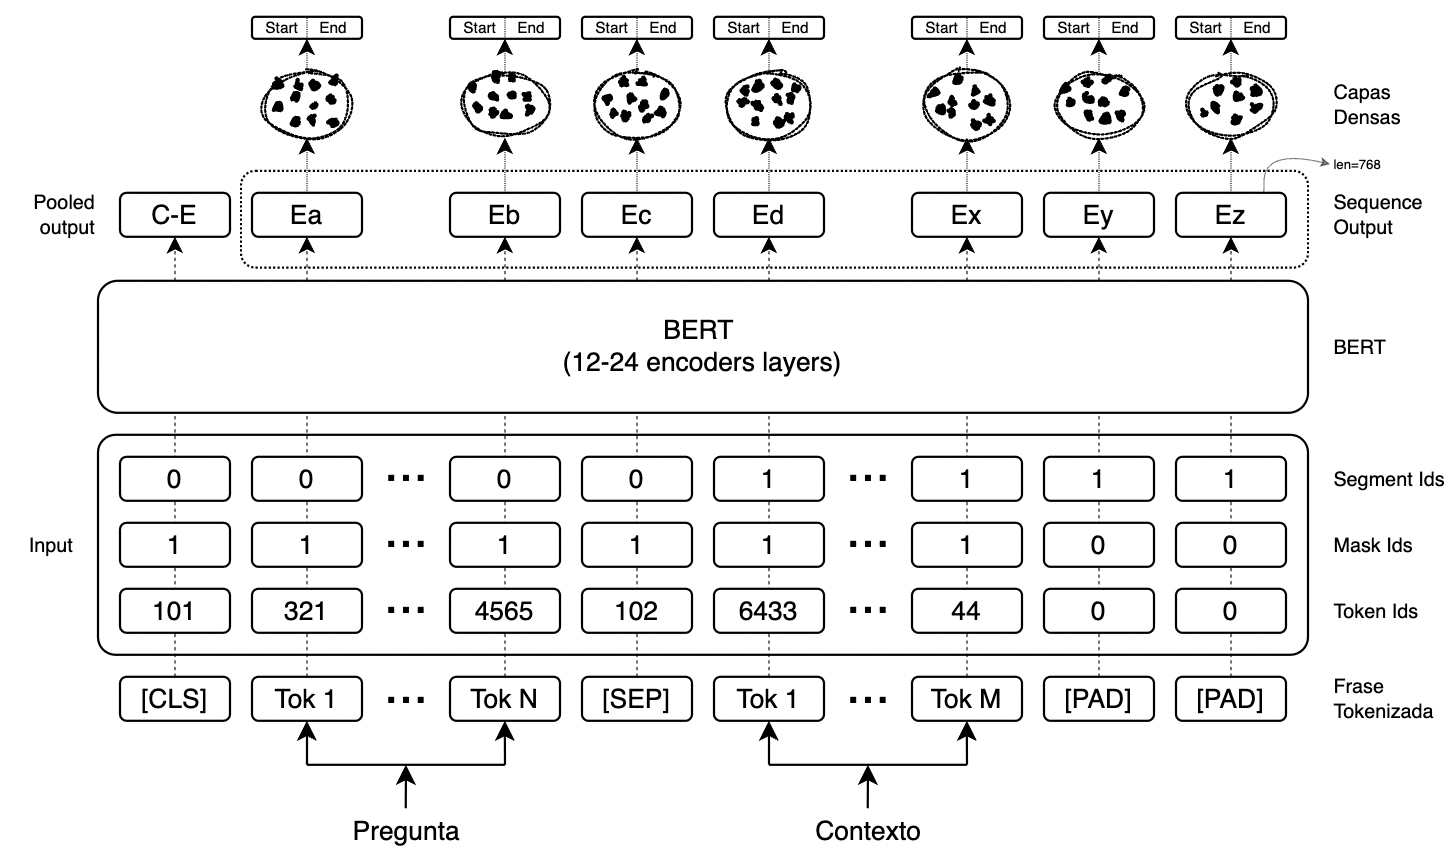 Start End Start End Start End Start End Start End Start End Start End
Capas
Densas
len=768
Pooled
output
C-E Ea Eb Ec Ed Ex Ey Ez
Sequence
Output
BERT
(12-24 encoders layers)
BERT
0 0 ... 0 0 1 ... 1 1 1 Segment Ids
Input 1 1 ... 1 1 1 ... 1 0 0 Mask Ids
101 321 ... 4565 102 6433 ... 44 0 0 Token Ids
[CLS] Tok 1 ... Tok N [SEP] Tok 1 ... Tok M [PAD] [PAD]
Frase
Tokenizada
Pregunta Contexto